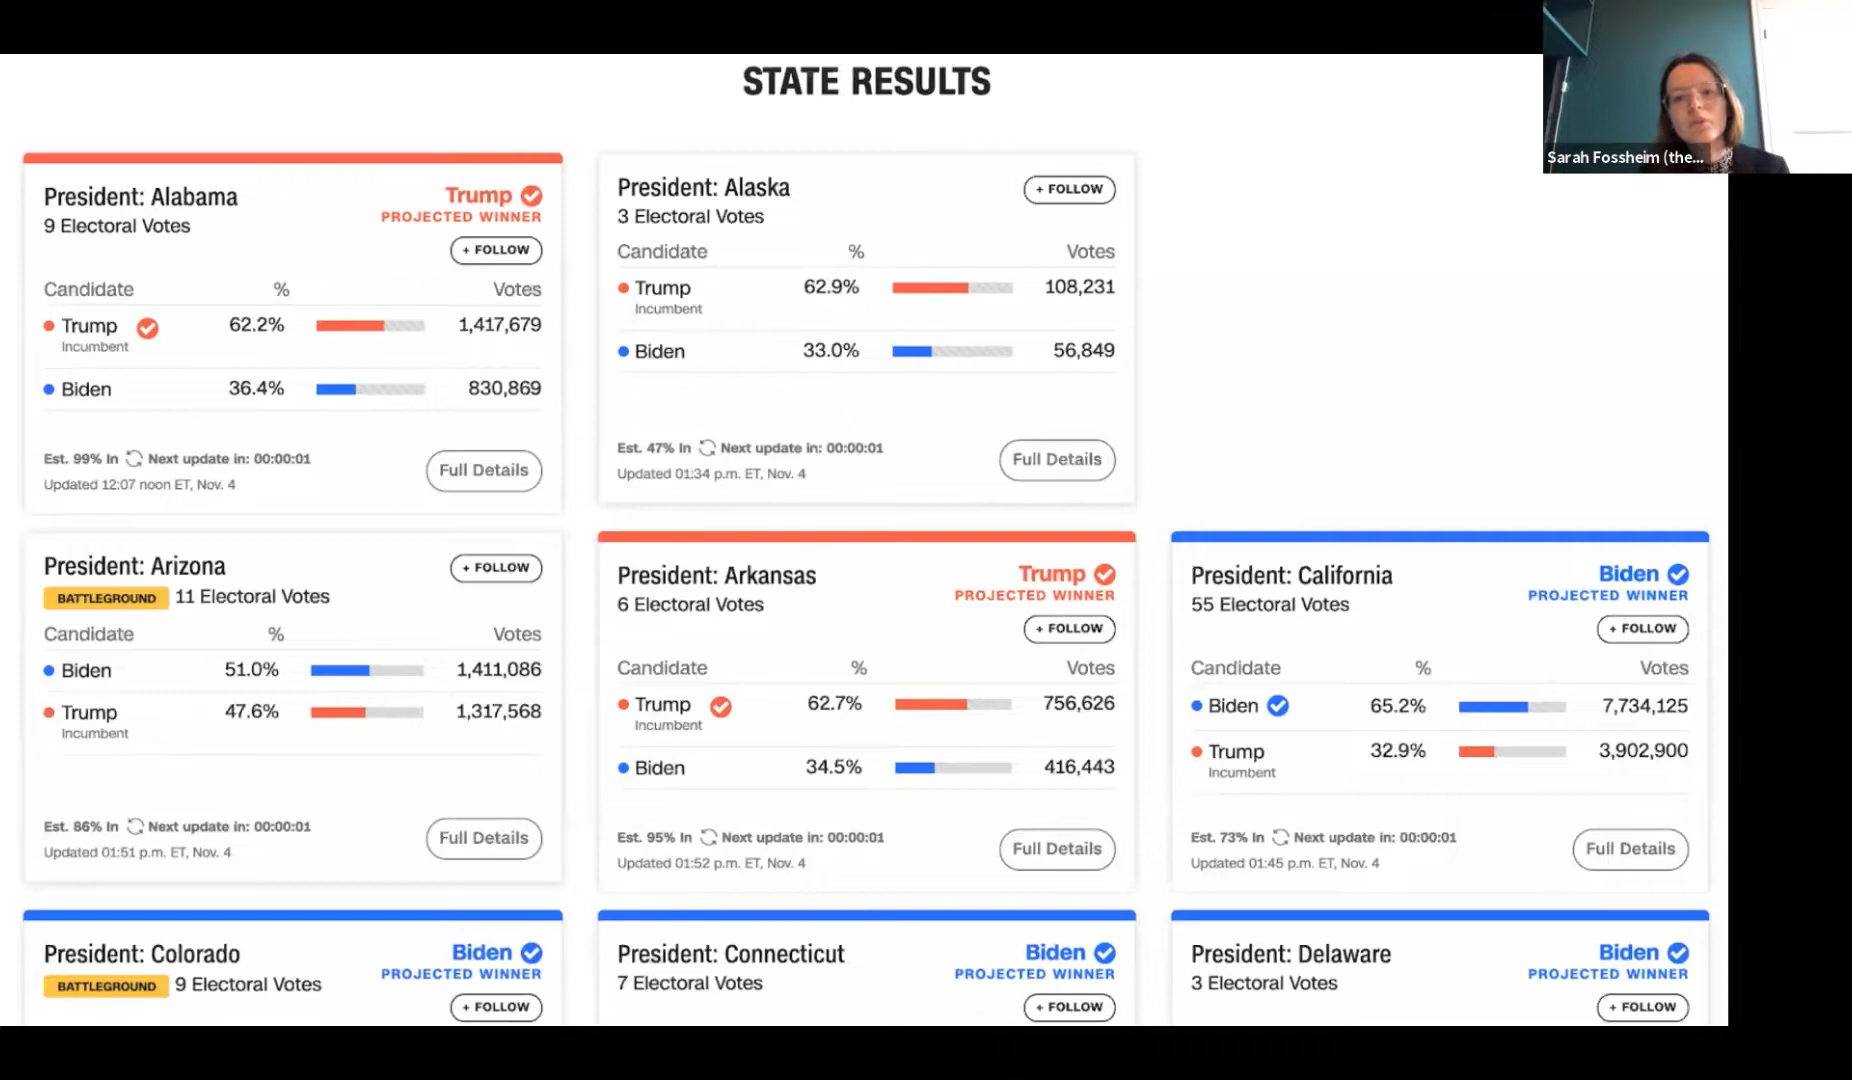 STATE RESULTS
Sarah Fossheim (the...
President: Alabama
Trump
9 Electoral Votes
PROJECTED WINNER
+ FOLLOW
Candidate % Votes
Trump 62.2% 1,417,679
Incumbent
Biden 36.4% 830,869
Est. 99% In Next update in: 00:00:01
Updated 12:07 noon ET, Nov. 4
Full Details
President: Alaska
+ FOLLOW
3 Electoral Votes
Candidate % Votes
Trump 62.9% 108,231
Incumbent
Biden 33.0% 56,849
Est. 47% In Next update in: 00:00:01
Updated 01:34 p.m. ET, Nov. 4
Full Details
President: Arizona
+ FOLLOW
BATTLEGROUND 11 Electoral Votes
Candidate % Votes
Biden 51.0% 1,411,086
Trump 47.6% 1,317,568
Incumbent
Est. 86% In Next update in: 00:00:01
Updated 01:51 p.m. ET, Nov. 4
Full Details
President: Arkansas
Trump
6 Electoral Votes
PROJECTED WINNER
+ FOLLOW
Candidate % Votes
Trump 62.7% 756,626
Incumbent
Biden 34.5% 416,443
Est. 95% In Next update in: 00:00:01
Updated 01:52 p.m. ET, Nov. 4
Full Details
President: California
Biden
55 Electoral Votes
PROJECTED WINNER
+ FOLLOW
Candidate % Votes
Biden 65.2% 7,734,125
Trump 32.9% 3,902,900
Incumbent
Est. 73% In Next update in: 00:00:01
Updated 01:45 p.m. ET, Nov. 4
Full Details
President: Colorado
Biden
BATTLEGROUND 9 Electoral Votes
PROJECTED WINNER
+ FOLLOW
President: Connecticut
Biden
7 Electoral Votes
PROJECTED WINNER
+ FOLLOW
President: Delaware
Biden
3 Electoral Votes
PROJECTED WINNER
+ FOLLOW